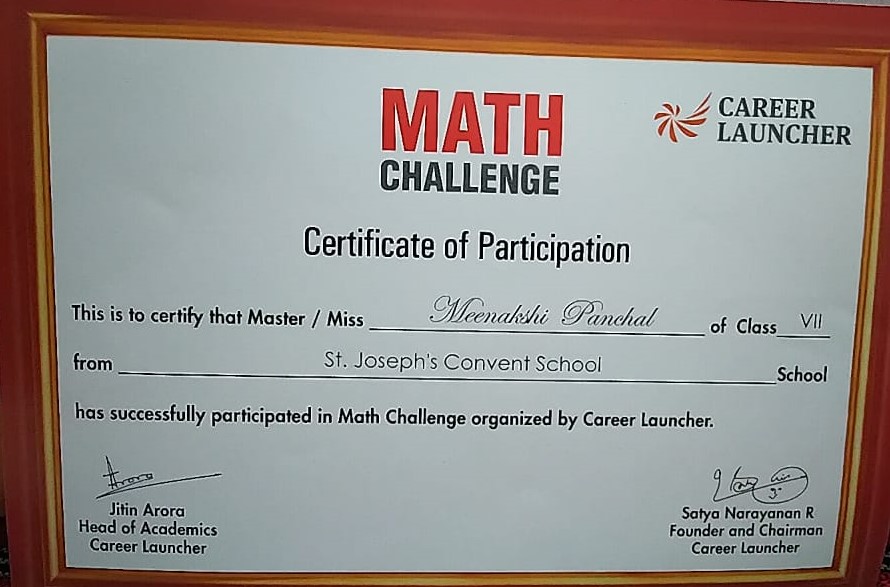 MATH
CHALLENGE
CAREER
LAUNCHER
Certificate of Participation
This is to certify that Master / Miss Meenakshi Panchal of Class VII
from St. Joseph's Convent School School
has successfully participated in Math Challenge organized by Career Launcher.
Arora
Jitin Arora
Head of Academics
Career Launcher
Satya Narayanan R
Founder and Chairman
Career Launcher